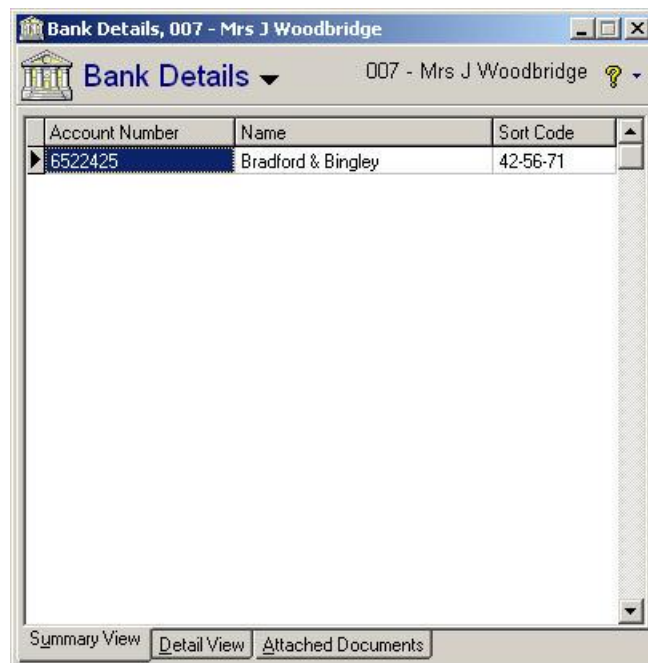 Bank Details, 007 - Mrs J Woodbridge
Bank Details 007 - Mrs J Woodbridge
Account Number Name Sort Code
6522425 Bradford & Bingley 42-56-71
Summary View Detail View Attached Documents